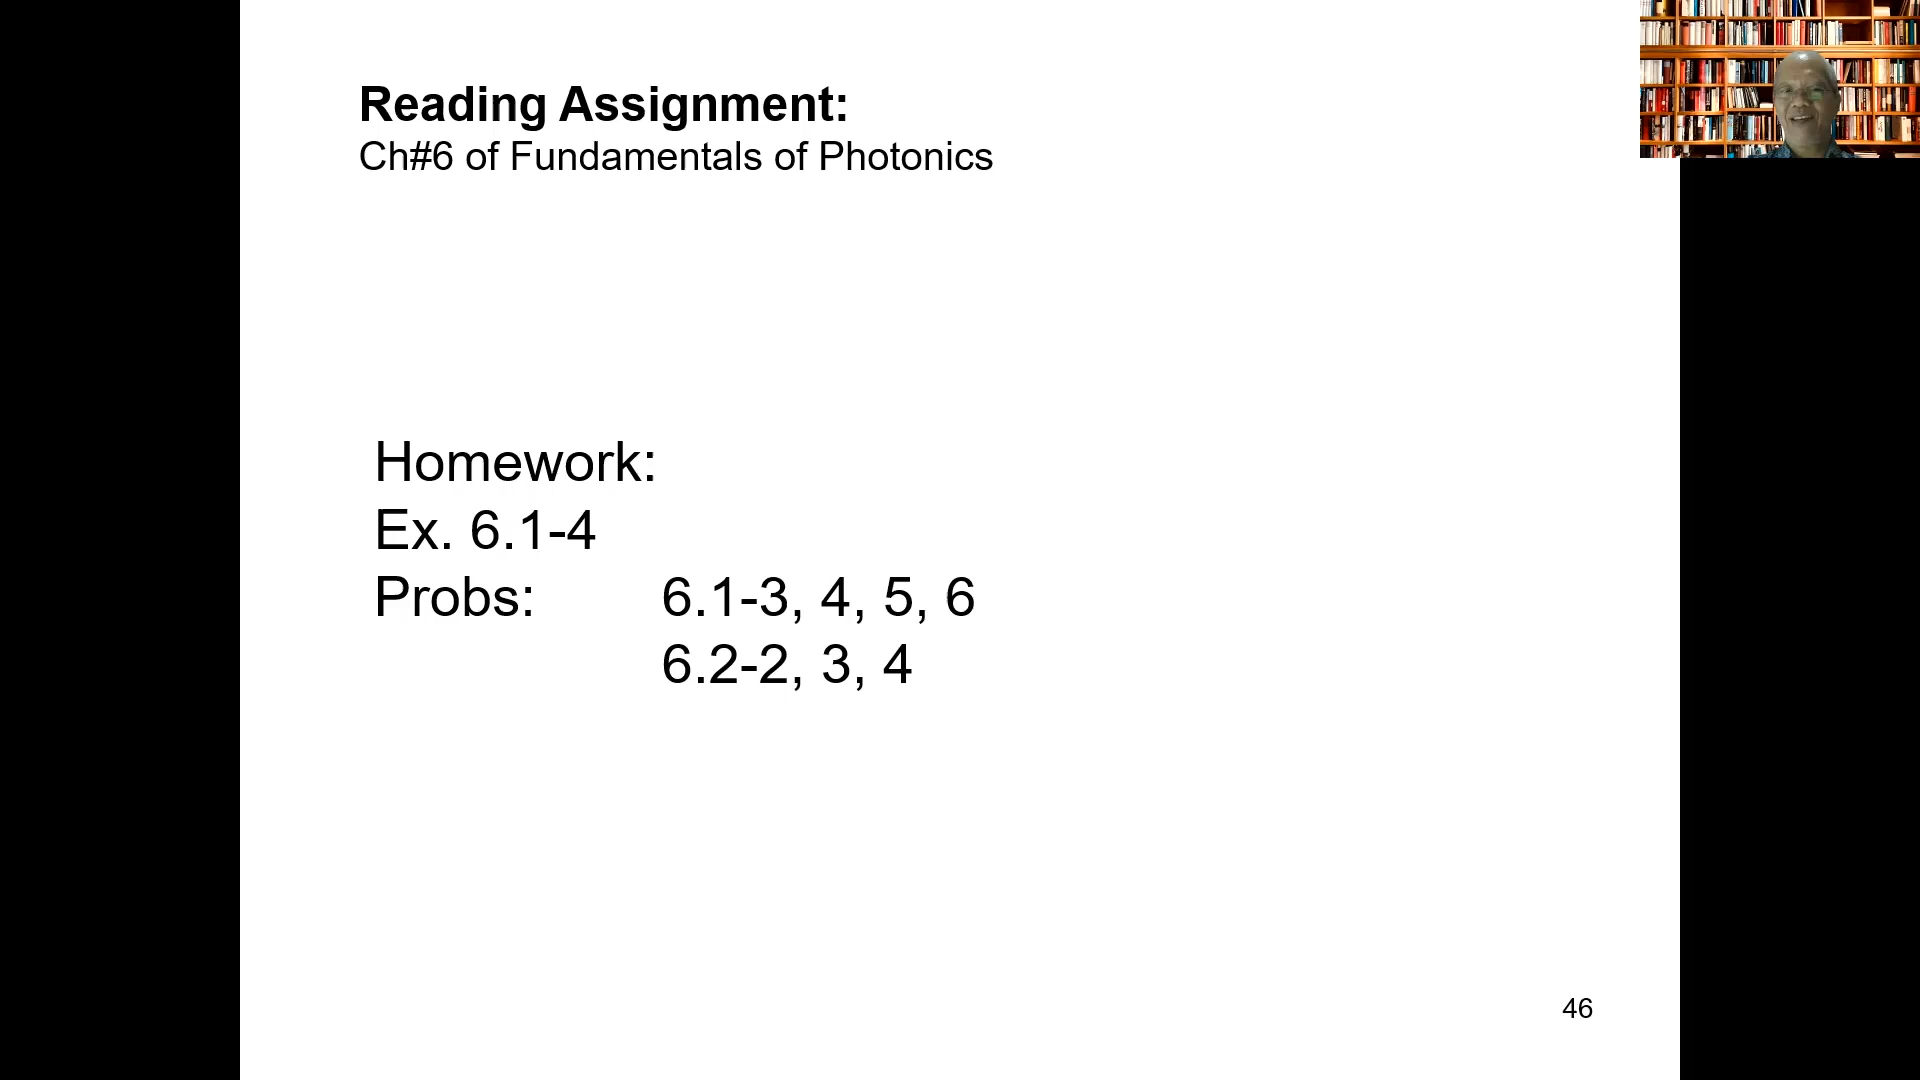 Reading Assignment:
Ch#6 of Fundamentals of Photonics
Homework:
Ex. 6.1-4
Probs: 6.1-3, 4, 5, 6
6.2-2, 3, 4
46